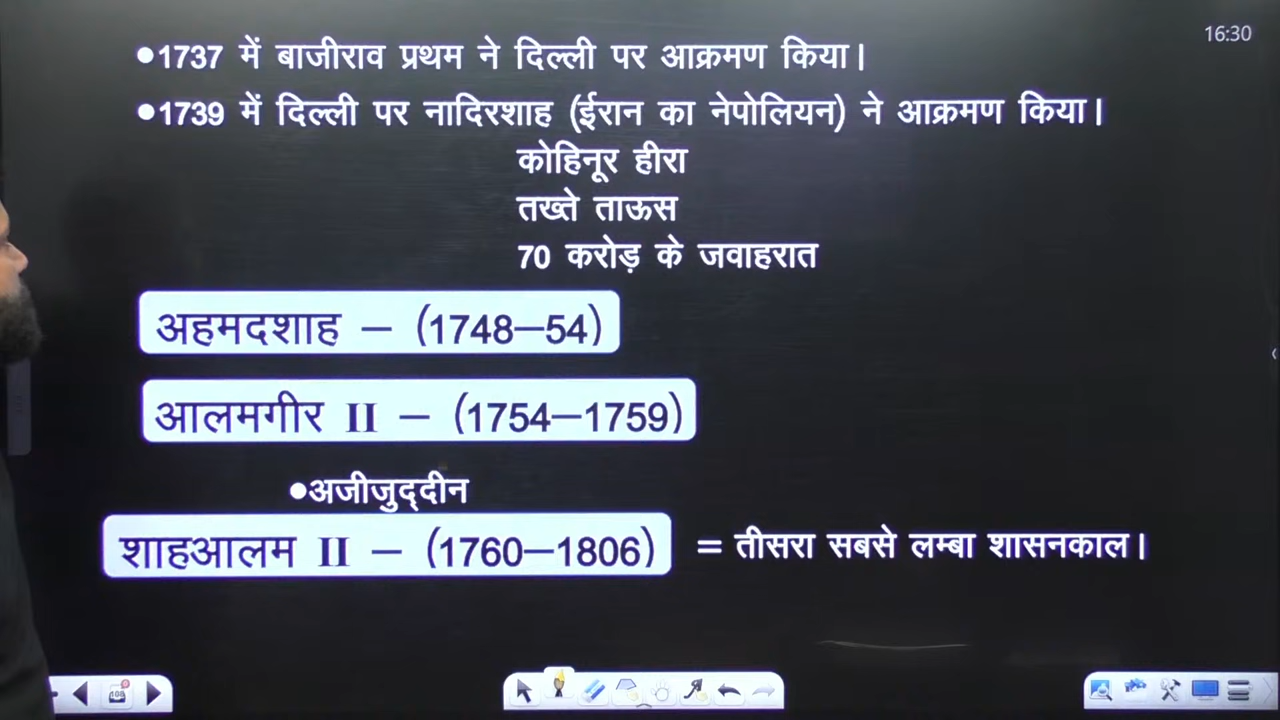 16:30
●1737 में बाजीराव प्रथम ने दिल्ली पर आक्रमण किया।
●1739 में दिल्ली पर नादिरशाह (ईरान का नेपोलियन) ने आक्रमण किया।
कोहिनूर हीरा
तख्ते ताऊस
70 करोड़ के जवाहरात
अहमदशाह – (1748–54)
आलमगीर II – (1754–1759)
●अजीजुद्दीन
शाहआलम II – (1760–1806) = तीसरा सबसे लम्बा शासनकाल।
108